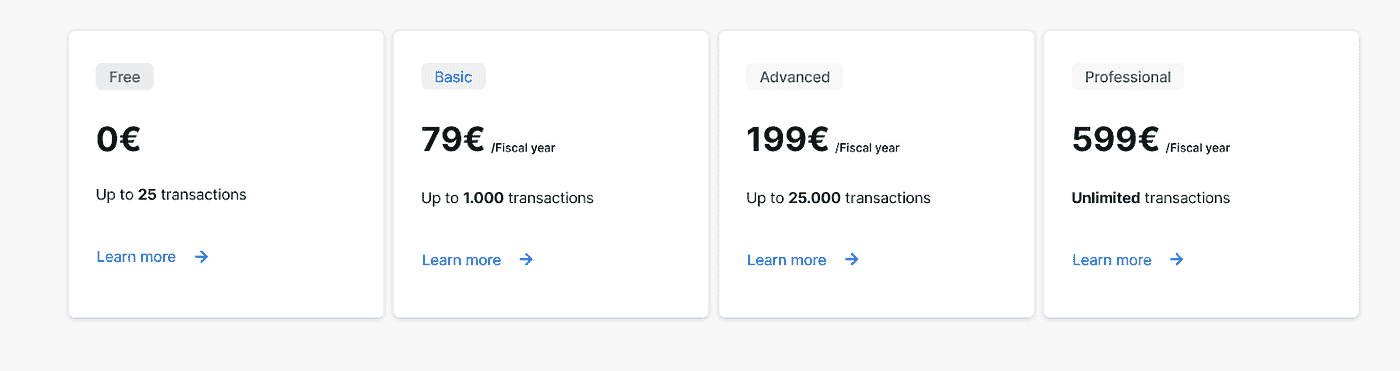 Free
0€
Up to 25 transactions
Learn more
Basic
79€ /Fiscal year
Up to 1.000 transactions
Learn more
Advanced
199€ /Fiscal year
Up to 25.000 transactions
Learn more
Professional
599€ /Fiscal year
Unlimited transactions
Learn more